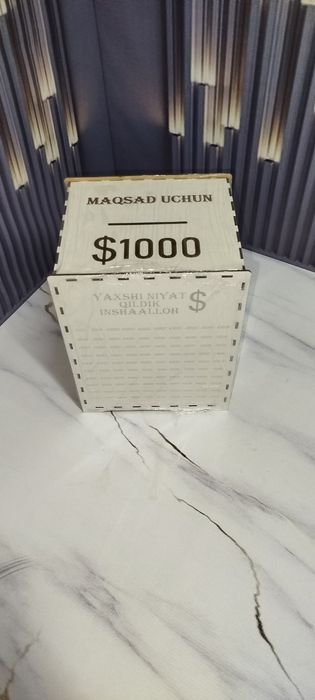 MAQSAD UCHUN
$1000
YAXSHI NIYAT $
QILDIK
INSHAALLOH